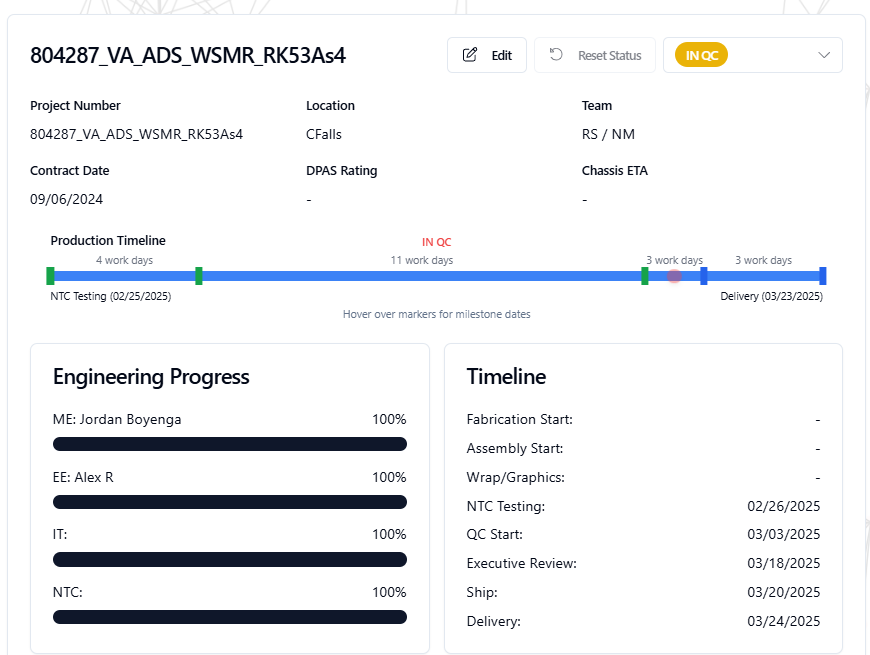 804287_VA_ADS_WSMR_RK53As4
Edit
Reset Status
IN QC
Project Number
Location
Team
804287_VA_ADS_WSMR_RK53As4
CFalls
RS / NM
Contract Date
DPAS Rating
Chassis ETA
09/06/2024
-
-
Production Timeline
IN QC
4 work days
11 work days
3 work days
3 work days
NTC Testing (02/25/2025)
Delivery (03/23/2025)
Hover over markers for milestone dates
Engineering Progress
ME: Jordan Boyenga 100%
EE: Alex R 100%
IT: 100%
NTC: 100%
Timeline
Fabrication Start: -
Assembly Start: -
Wrap/Graphics: -
NTC Testing: 02/26/2025
QC Start: 03/03/2025
Executive Review: 03/18/2025
Ship: 03/20/2025
Delivery: 03/24/2025